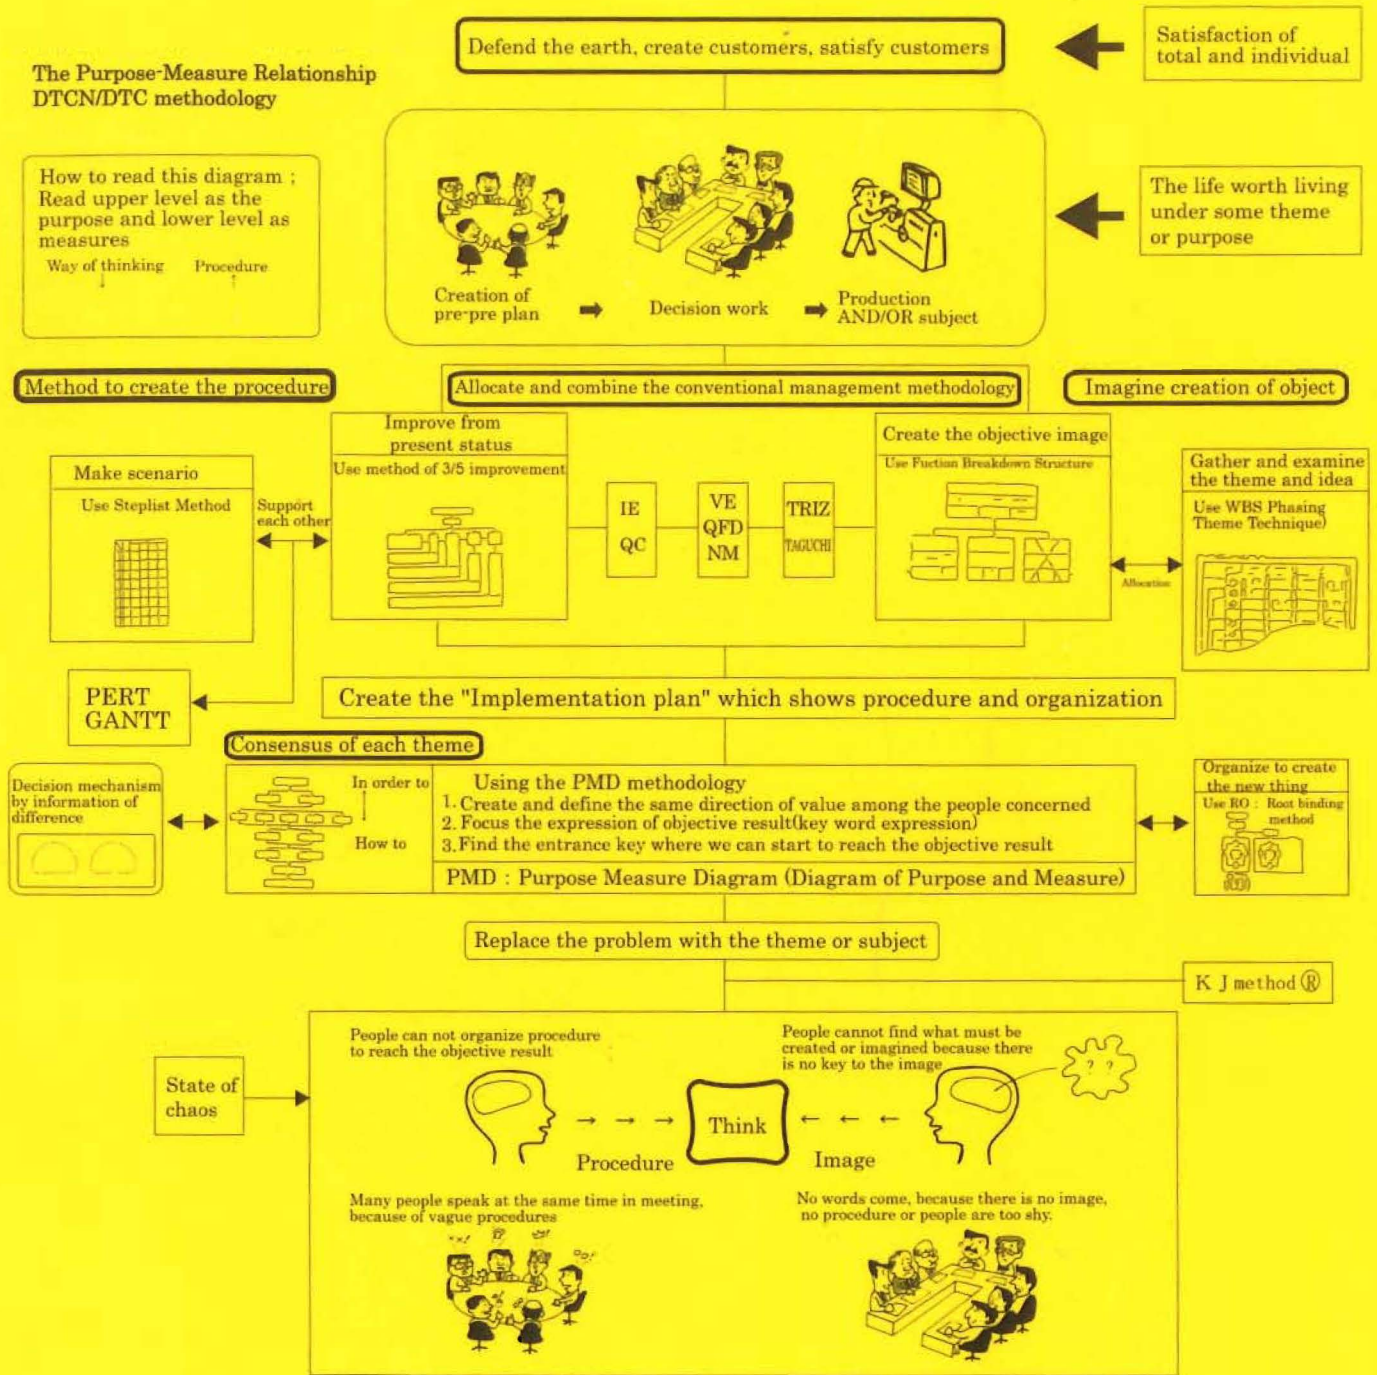 Defend the earth, create customers, satisfy customers
Satisfaction of
total and individual
The Purpose-Measure Relationship
DTCN/DTC methodology
How to read this diagram ;
Read upper level as the
purpose and lower level as
measures
Way of thinking Procedure
Creation of
pre-pre plan
Decision work
Production
AND/OR subject
The life worth living
under some theme
or purpose
Method to create the procedure
Allocate and combine the conventional management methodology
Imagine creation of object
Make scenario
Use Steplist Method
Support
each other
Improve from
present status
Use method of 3/5 improvement
IE
QC
VE
QFD
NM
TRIZ
TAGUCHI
Create the objective image
Use Fuction Breakdown Structure
Allocation
Gather and examine
the theme and idea
Use WBS Phasing
Theme Technique)
PERT
GANTT
Create the "Implementation plan" which shows procedure and organization
Consensus of each theme
Decision mechanism
by information of
difference
In order to
How to
Using the PMD methodology
1. Create and define the same direction of value among the people concerned
2. Focus the expression of objective result(key word expression)
3. Find the entrance key where we can start to reach the objective result
PMD : Purpose Measure Diagram (Diagram of Purpose and Measure)
Organize to create
the new thing
Use RO : Root binding
method
Replace the problem with the theme or subject
K J method ®
State of
chaos
People can not organize procedure
to reach the objective result
People cannot find what must be
created or imagined because there
is no key to the image
? ?
Think
Procedure
Image
Many people speak at the same time in meeting,
because of vague procedures
No words come, because there is no image,
no procedure or people are too shy.